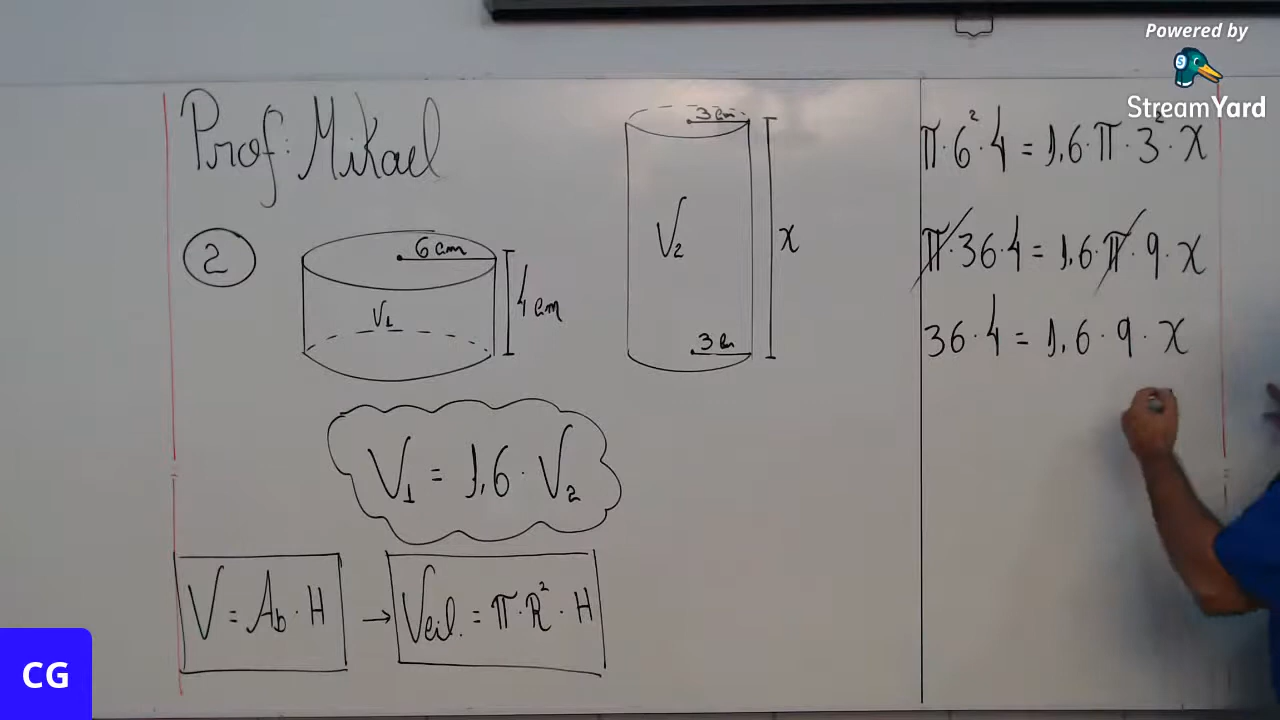 Powered by
StreamYard
Prof: Mikael
2
6 cm
V₁
4 cm
3 cm
V₂
x
3 cm
V₁ = 1,6 · V₂
V = Ab · H → Vcil. = π · R² · H
π · 6² · 4 = 1,6 · π · 3² · x
π · 36 · 4 = 1,6 · π · 9 · x
36 · 4 = 1,6 · 9 · x
CG